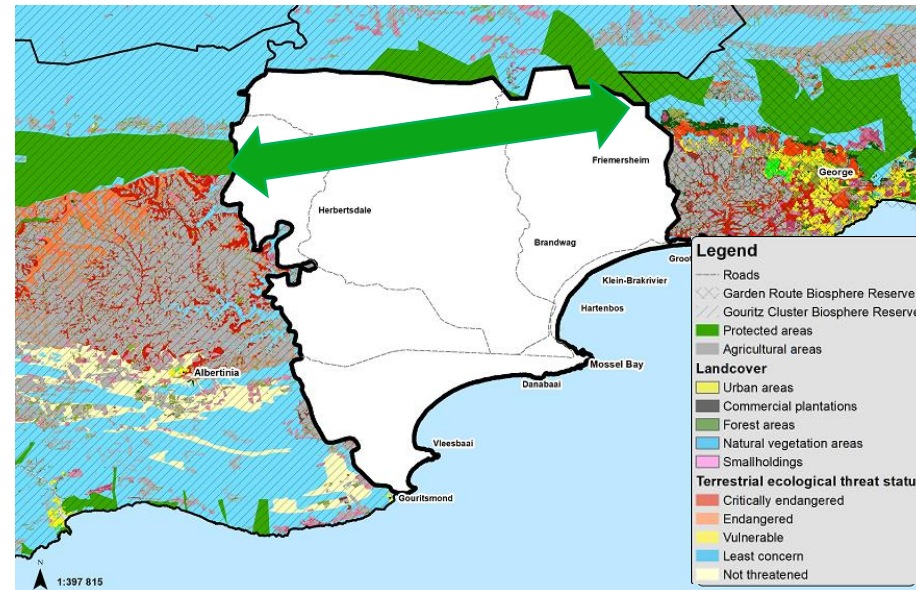 Friemersheim
George
Herbertsdale
Brandwag
Groot
Klein-Brakrivier
Hartenbos
Mossel Bay
Danabaai
Albertinia
Vleesbaai
Gouritsmond
N
1:397 815
Legend
Roads
Garden Route Biosphere Reserve
Gouritz Cluster Biosphere Reserve
Protected areas
Agricultural areas
Landcover
Urban areas
Commercial plantations
Forest areas
Natural vegetation areas
Smallholdings
Terrestrial ecological threat statu
Critically endangered
Endangered
Vulnerable
Least concern
Not threatened